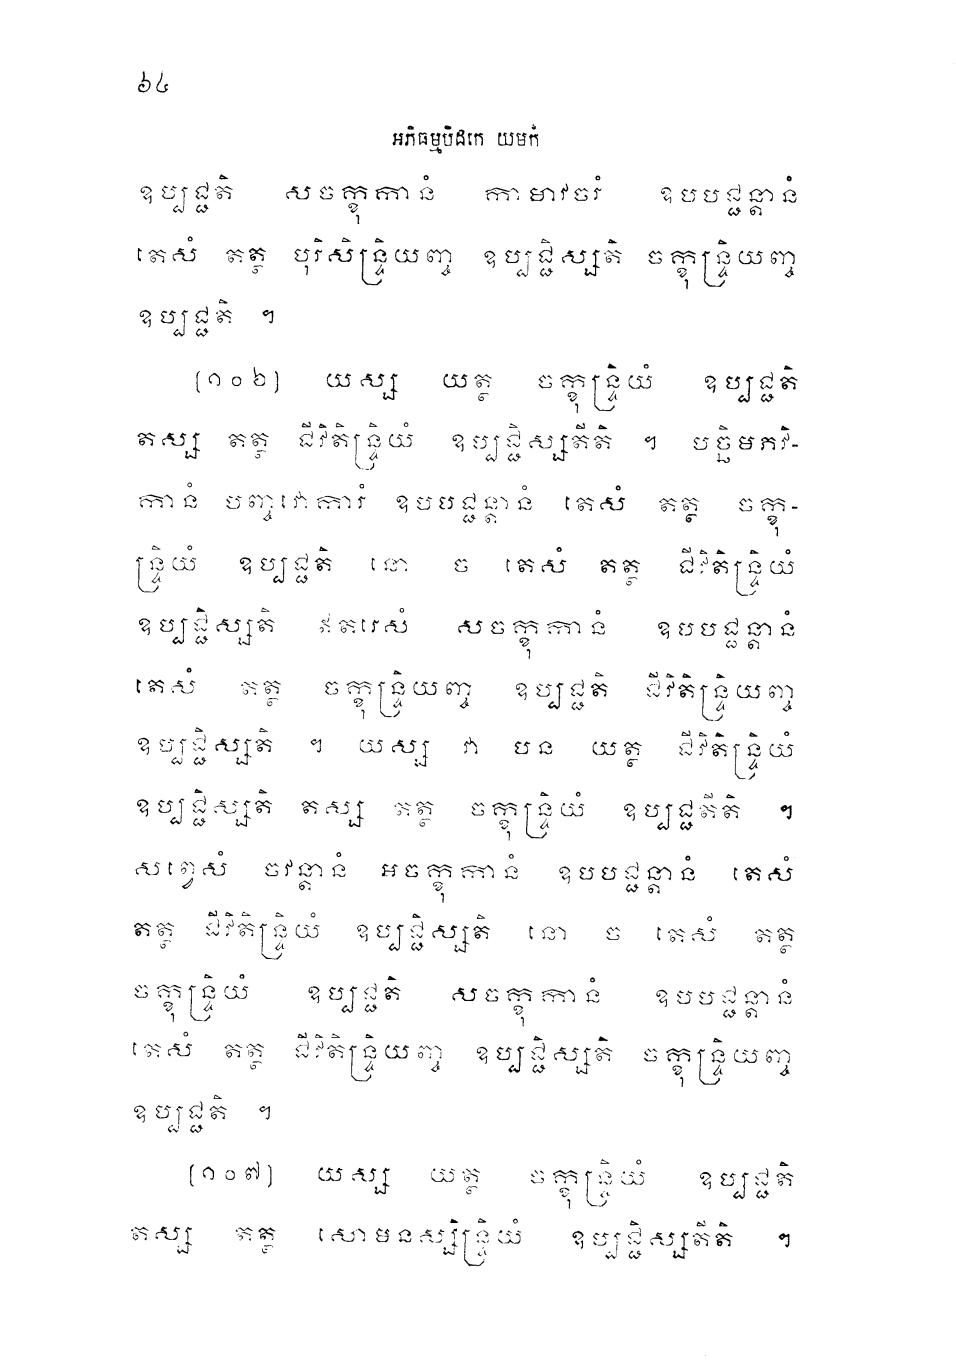 ៦៤
អភិធម្មបិដកេ យមកំ
ឧប្បជ្ជតិ សចក្ខុកានំ កាមាវចរំ ឧបបជ្ជន្តានំ
តេសំ តត្ថ បុរិសិន្ទ្រិយញ្ច ឧប្បជ្ជិស្សតិ ចក្ខុន្ទ្រិយញ្ច
ឧប្បជ្ជតិ ។
[១០៦] យស្ស យត្ថ ចក្ខុន្ទ្រិយំ ឧប្បជ្ជតិ
តស្ស តត្ថ ជីវិតិន្ទ្រិយំ ឧប្បជ្ជិស្សតីតិ ។ បច្ឆិមភវិ-
កានំ បញ្ចវោការំ ឧបបជ្ជន្តានំ តេសំ តត្ថ ចក្ខុ-
ន្ទ្រិយំ ឧប្បជ្ជតិ នោ ច តេសំ តត្ថ ជីវិតិន្ទ្រិយំ
ឧប្បជ្ជិស្សតិ ឥតរេសំ សចក្ខុកានំ ឧបបជ្ជន្តានំ
តេសំ តត្ថ ចក្ខុន្ទ្រិយញ្ច ឧប្បជ្ជតិ ជីវិតិន្ទ្រិយញ្ច
ឧប្បជ្ជិស្សតិ ។ យស្ស វា បន យត្ថ ជីវិតិន្ទ្រិយំ
ឧប្បជ្ជិស្សតិ តស្ស តត្ថ ចក្ខុន្ទ្រិយំ ឧប្បជ្ជតីតិ ។
សព្វេសំ ចវន្តានំ អចក្ខុកានំ ឧបបជ្ជន្តានំ តេសំ
តត្ថ ជីវិតិន្ទ្រិយំ ឧប្បជ្ជិស្សតិ នោ ច តេសំ តត្ថ
ចក្ខុន្ទ្រិយំ ឧប្បជ្ជតិ សចក្ខុកានំ ឧបបជ្ជន្តានំ
តេសំ តត្ថ ជីវិតិន្ទ្រិយញ្ច ឧប្បជ្ជិស្សតិ ចក្ខុន្ទ្រិយញ្ច
ឧប្បជ្ជតិ ។
[១០៧] យស្ស យត្ថ ចក្ខុន្ទ្រិយំ ឧប្បជ្ជតិ
តស្ស តត្ថ សោមនស្សិន្ទ្រិយំ ឧប្បជ្ជិស្សតីតិ ។